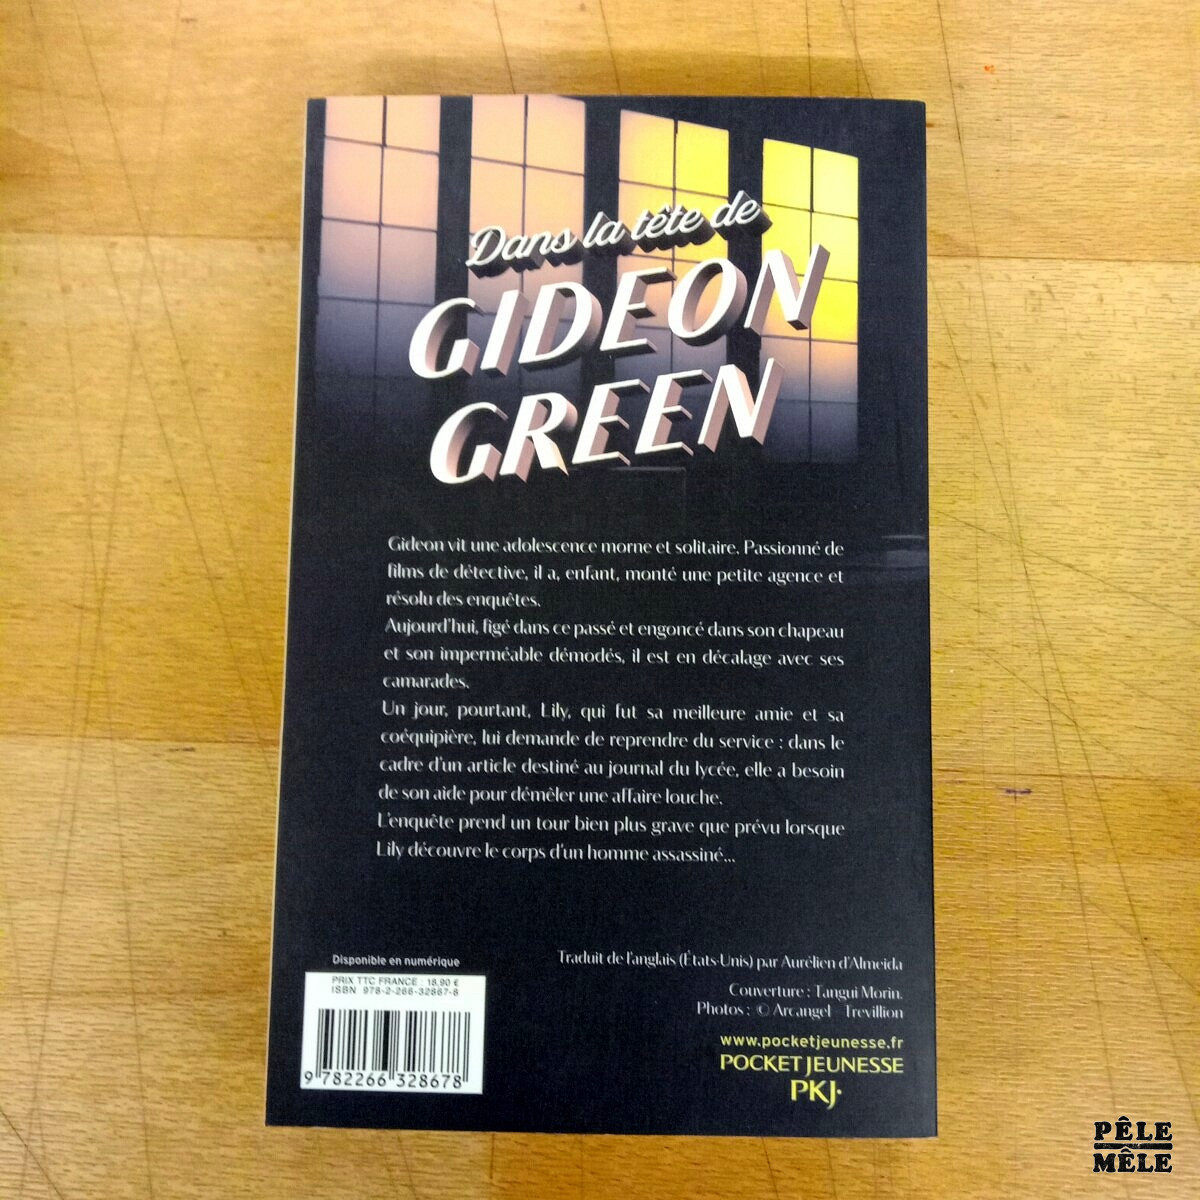 Dans la tête de
GIDEON
GREEN
Gideon vit une adolescence morne et solitaire. Passionné de
films de détective, il a, enfant, monté une petite agence et
résolu des enquêtes.
Aujourd'hui, figé dans ce passé et engoncé dans son chapeau
et son imperméable démodés, il est en décalage avec ses
camarades.
Un jour, pourtant, Lily, qui fut sa meilleure amie et sa
coéquipière, lui demande de reprendre du service : dans le
cadre d'un article destiné au journal du lycée, elle a besoin
de son aide pour démêler une affaire louche.
L'enquête prend un tour bien plus grave que prévu lorsque
Lily découvre le corps d'un homme assassiné...
Disponible en numérique
PRIX TTC FRANCE : 18,90 €
ISBN 978-2-266-32867-8
9 782266 328678
Traduit de l'anglais (États-Unis) par Aurélien d'Almeida
Couverture : Tangui Morin.
Photos : © Arcangel - Trevillion
www.pocketjeunesse.fr
POCKET JEUNESSE
PKJ·
PÊLE
MÊLE